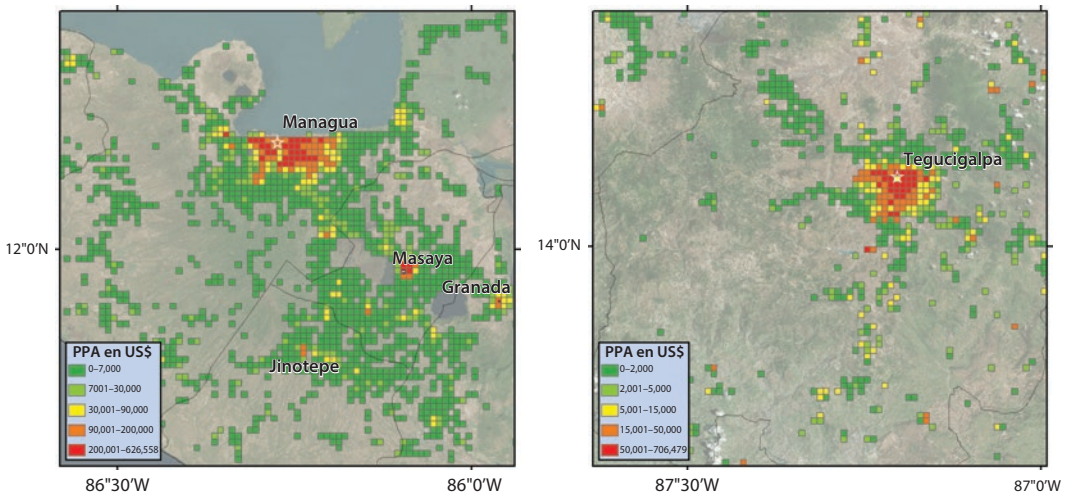 Managua
Masaya
Granada
Jinotepe
12°0′N
PPA en US$
0–7,000
7001–30,000
30,001–90,000
90,001–200,000
200,001–626,558
86°30′W
86°0′W
Tegucigalpa
14°0′N
PPA en US$
0–2,000
2,001–5,000
5,001–15,000
15,001–50,000
50,001–706,479
87°30′W
87°0′W